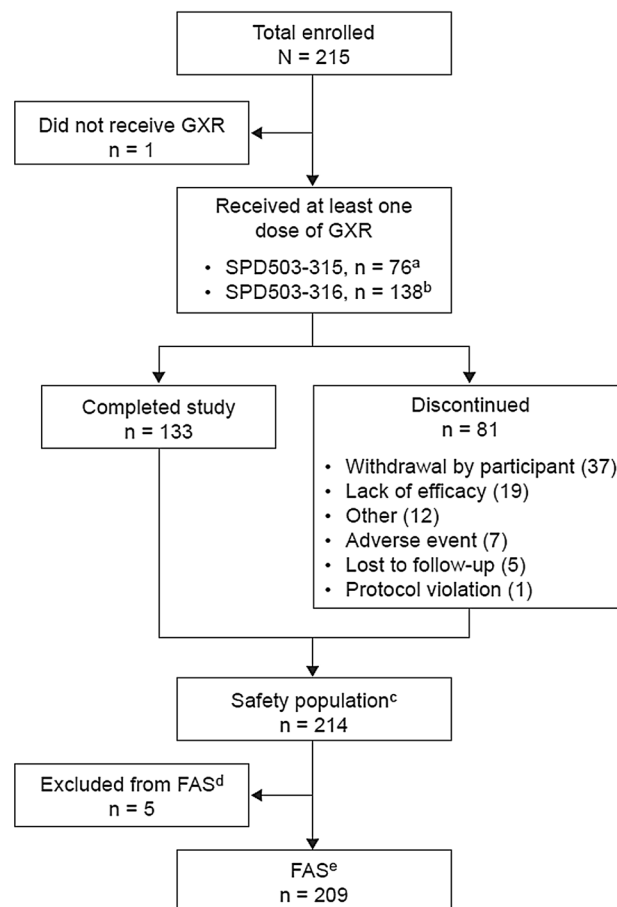 Total enrolled
N = 215
Did not receive GXR
n = 1
Received at least one
dose of GXR
• SPD503-315, n = 76ᵃ
• SPD503-316, n = 138ᵇ
Completed study
n = 133
Discontinued
n = 81
• Withdrawal by participant (37)
• Lack of efficacy (19)
• Other (12)
• Adverse event (7)
• Lost to follow-up (5)
• Protocol violation (1)
Safety populationᶜ
n = 214
Excluded from FASᵈ
n = 5
FASᵉ
n = 209